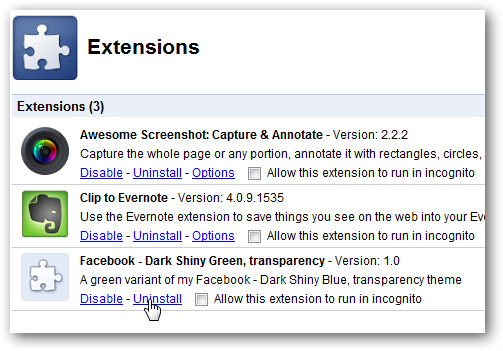 Extensions
Extensions (3)
Awesome Screenshot: Capture & Annotate - Version: 2.2.2
Capture the whole page or any portion, annotate it with rectangles, circles,
Disable - Uninstall - Options Allow this extension to run in incognito
Clip to Evernote - Version: 4.0.9.1535
Use the Evernote extension to save things you see on the web into your Eve
Disable - Uninstall - Options Allow this extension to run in incognito
Facebook - Dark Shiny Green, transparency - Version: 1.0
A green variant of my Facebook - Dark Shiny Blue, transparency theme
Disable - Uninstall Allow this extension to run in incognito